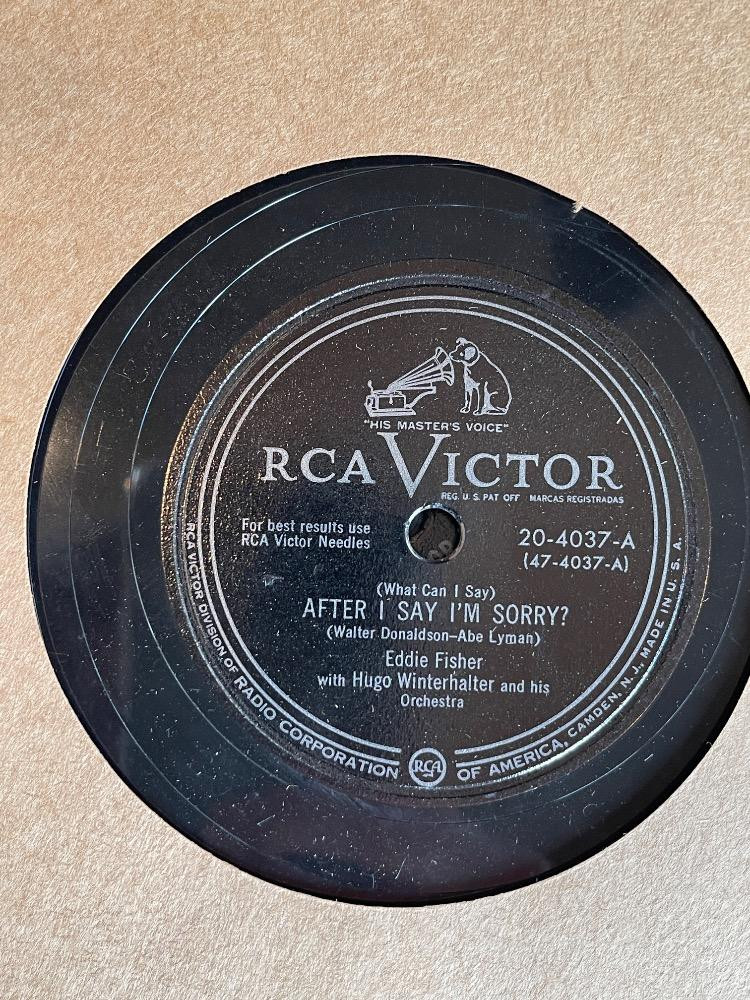 "HIS MASTER'S VOICE"
RCA VICTOR
REG. U. S. PAT OFF MARCAS REGISTRADAS
For best results use
RCA Victor Needles
20-4037-A
(47-4037-A)
(What Can I Say)
AFTER I SAY I'M SORRY?
(Walter Donaldson–Abe Lyman)
Eddie Fisher
with Hugo Winterhalter and his
Orchestra
RCA VICTOR DIVISION OF RADIO CORPORATION RCA OF AMERICA, CAMDEN, N.J., MADE IN U. S. A.